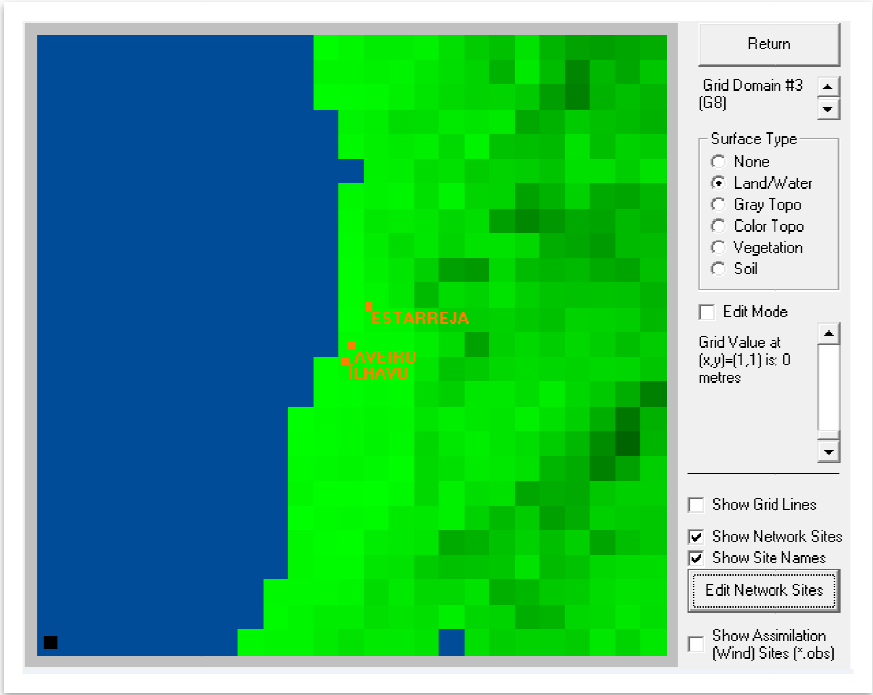 Return
Grid Domain #3
(G8)
Surface Type
None
Land/Water
Gray Topo
Color Topo
Vegetation
Soil
Edit Mode
Grid Value at
(x,y)=(1,1) is: 0
metres
Show Grid Lines
Show Network Sites
Show Site Names
Edit Network Sites
Show Assimilation
(Wind) Sites (*.obs)
ESTARREJA
AVEIRU
ILHAVU